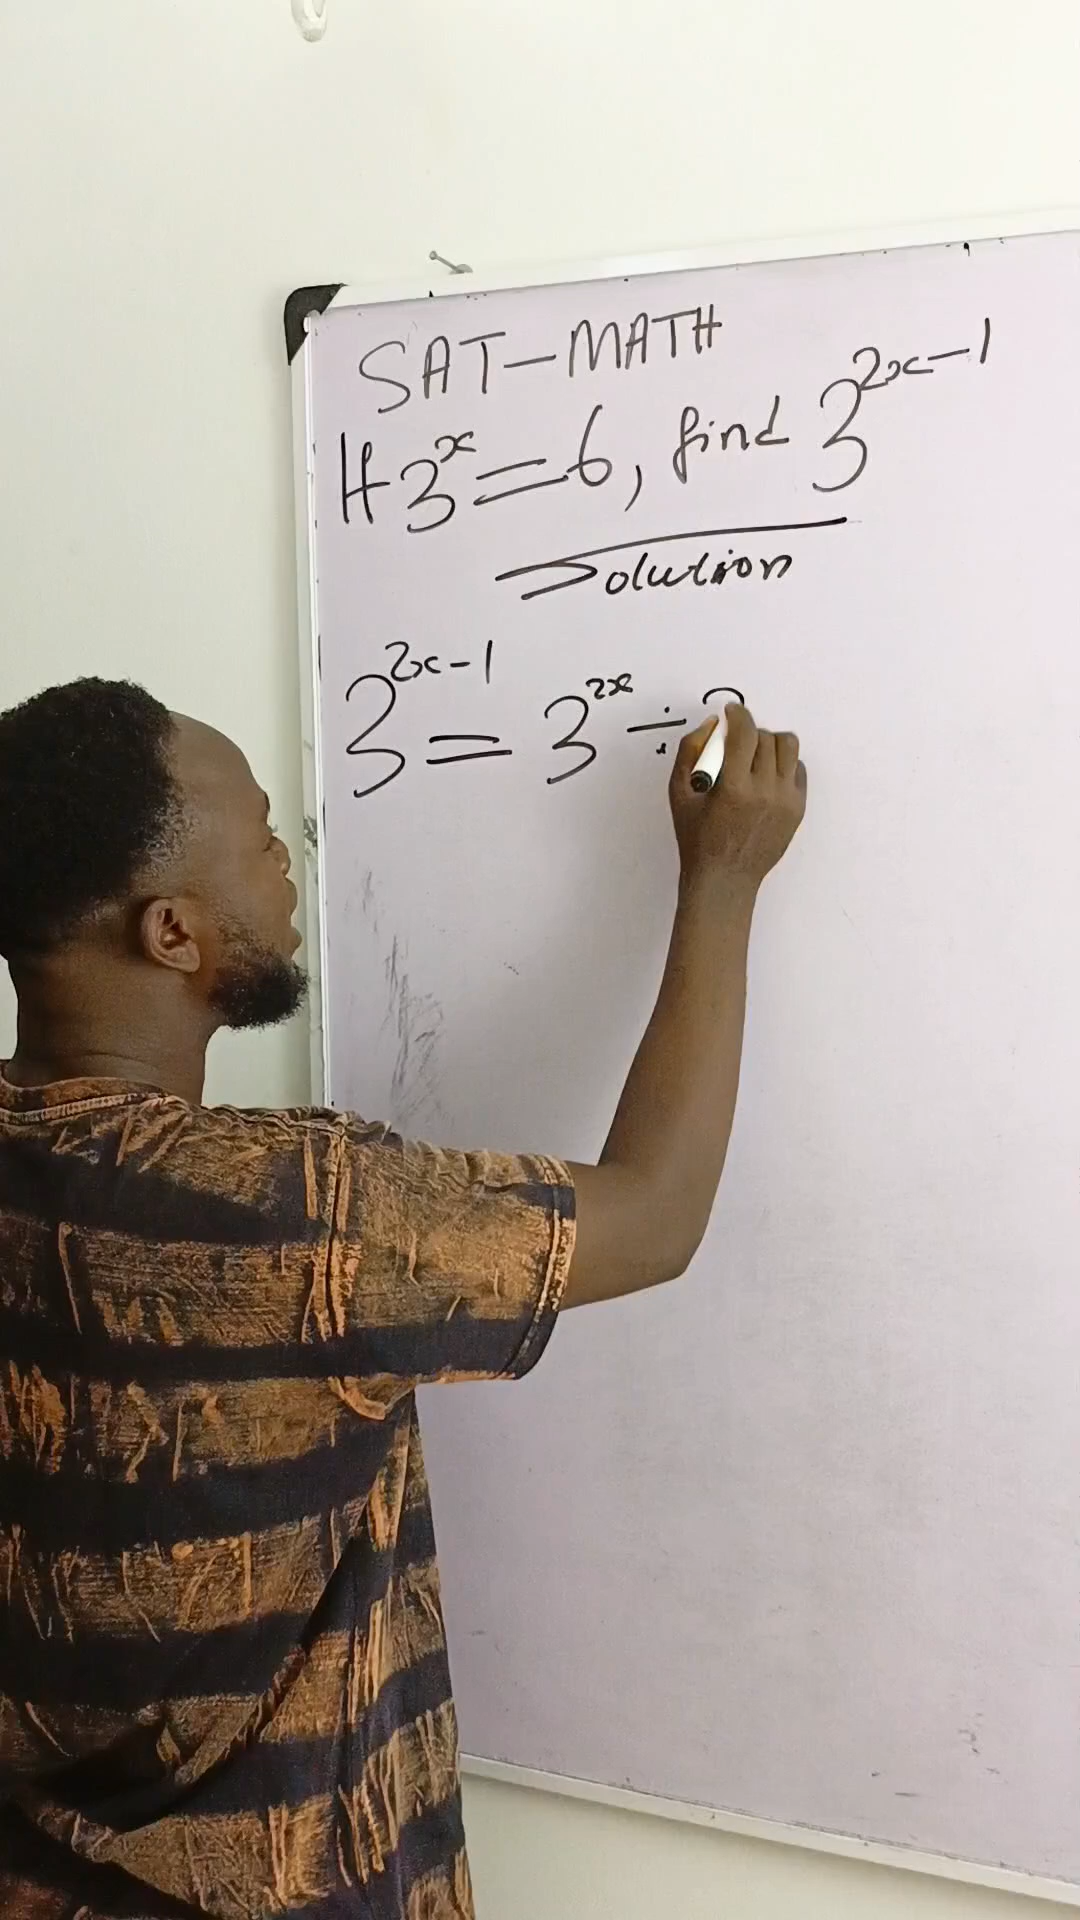 SAT-MATH
If 3^x = 6, find 3^(2x-1)
Solution
3^(2x-1) = 3^(2x) ÷